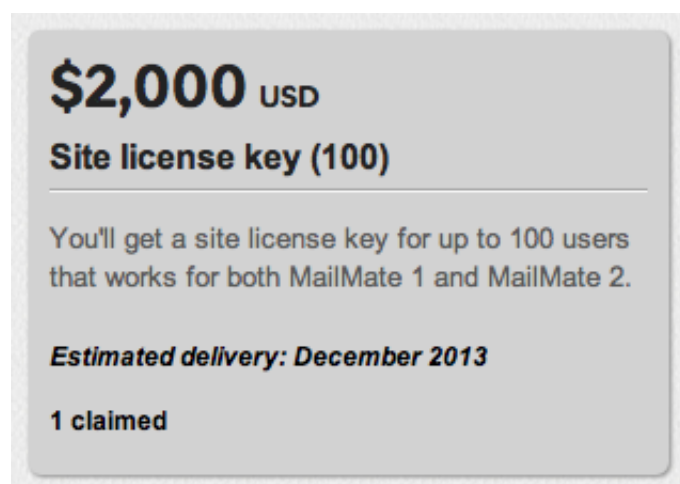 $2,000 USD
Site license key (100)
You'll get a site license key for up to 100 users
that works for both MailMate 1 and MailMate 2.
Estimated delivery: December 2013
1 claimed